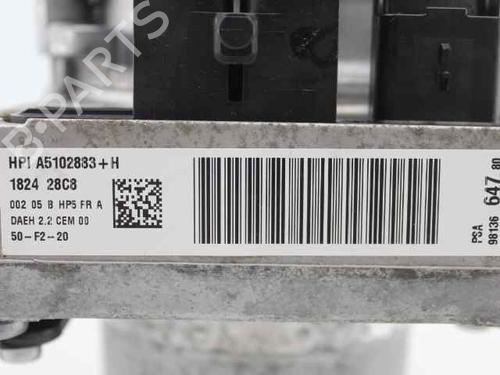 HPI A5102883+H
1824 28C8
002 05 B HP5 FR A
DAEH 2.2 CEM 00
50-F2-20
PSA
98136 647 80
B-PARTS